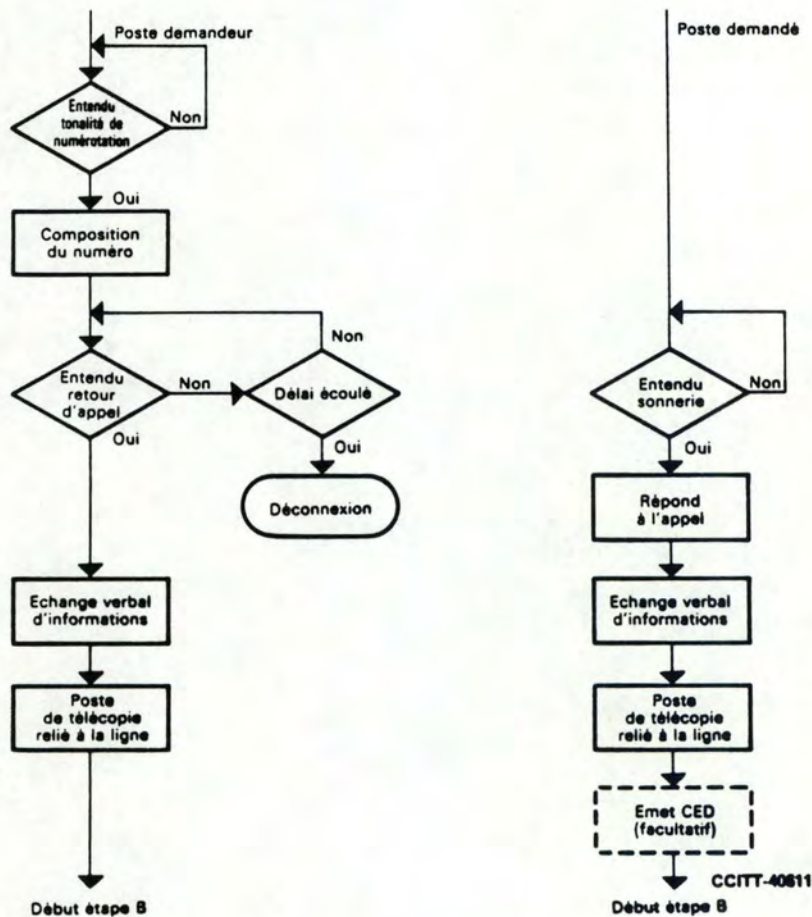 Poste demandeur
Entendu
tonalité de
numérotation
Non
Oui
Composition
du numéro
Non
Entendu
retour
d'appel
Non
Délai écoulé
Oui
Oui
Déconnexion
Echange verbal
d'informations
Poste
de télécopie
relié à la ligne
Début étape B
Poste demandé
Entendu
sonnerie
Non
Oui
Répond
à l'appel
Echange verbal
d'informations
Poste
de télécopie
relié à la ligne
Emet CED
(facultatif)
CCITT-40611
Début étape B